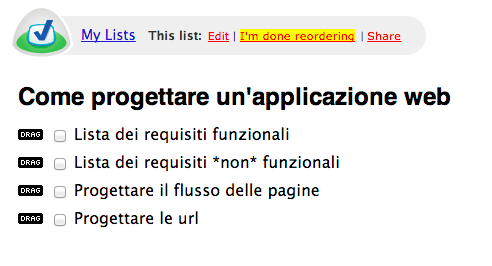 My Lists This list: Edit | I'm done reordering | Share
Come progettare un'applicazione web
DRAG Lista dei requisiti funzionali
DRAG Lista dei requisiti *non* funzionali
DRAG Progettare il flusso delle pagine
DRAG Progettare le url